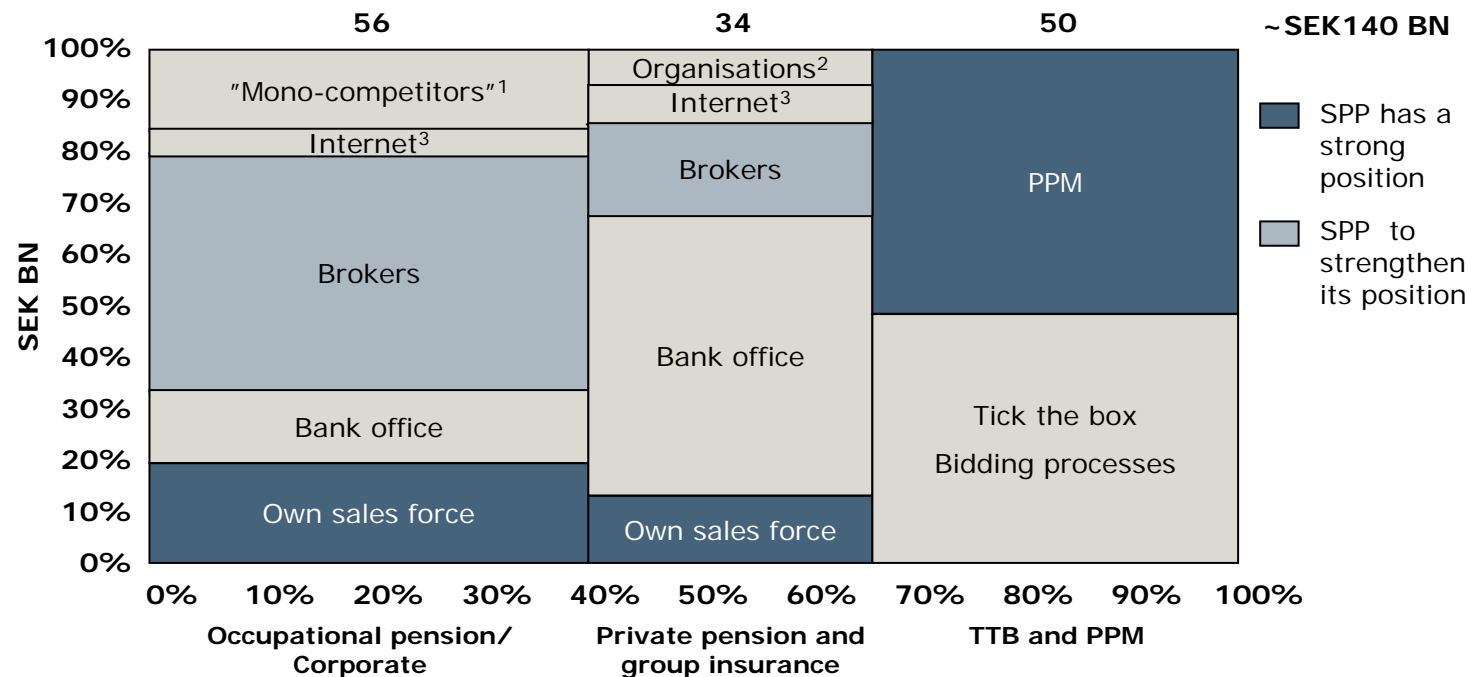 56 34 50 ~SEK140 BN
SEK BN
100%
90%
80%
70%
60%
50%
40%
30%
20%
10%
0%
"Mono-competitors"1
Internet3
Brokers
Bank office
Own sales force
Organisations2
Internet3
Brokers
Bank office
Own sales force
PPM
Tick the box
Bidding processes
SPP has a
strong
position
SPP to
strengthen
its position
0% 10% 20% 30% 40% 50% 60% 70% 80% 90% 100%
Occupational pension/
Corporate
Private pension and
group insurance
TTB and PPM